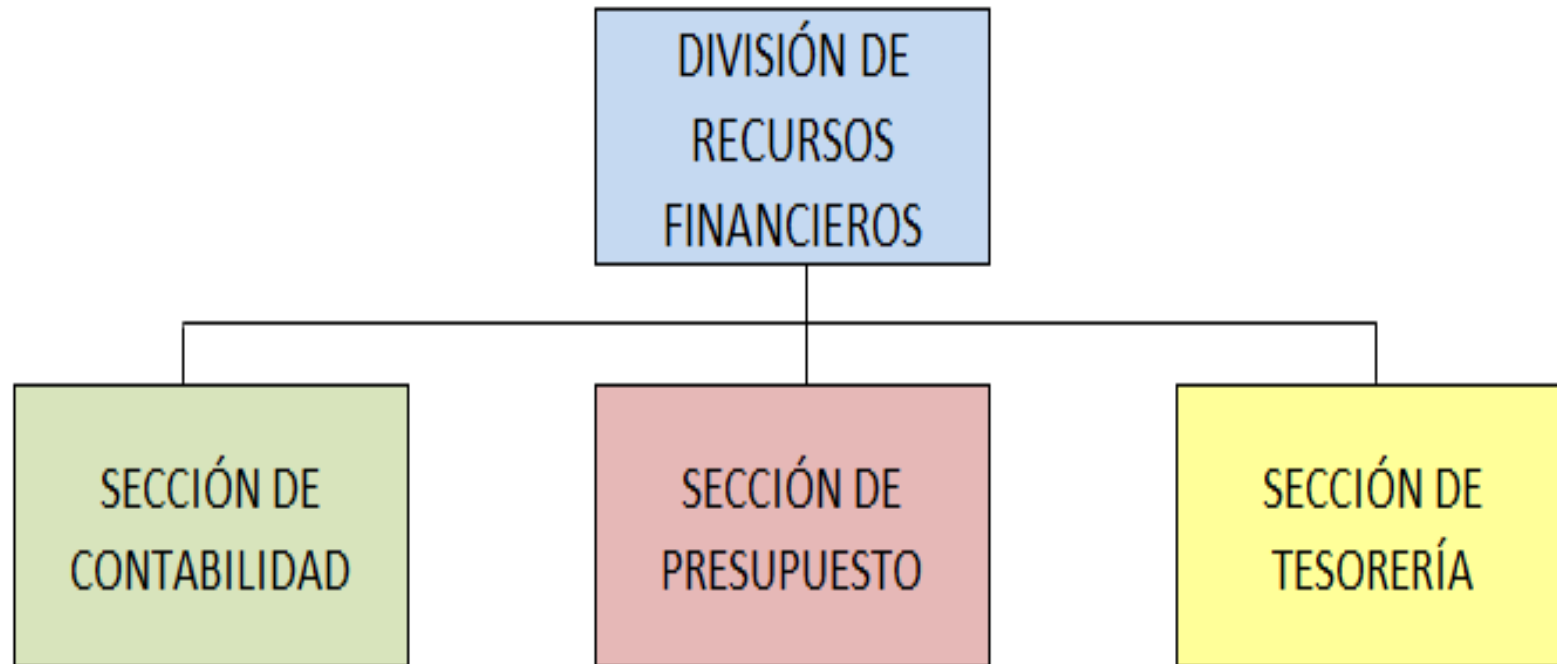 DIVISIÓN DE
RECURSOS
FINANCIEROS
SECCIÓN DE
CONTABILIDAD
SECCIÓN DE
PRESUPUESTO
SECCIÓN DE
TESORERÍA